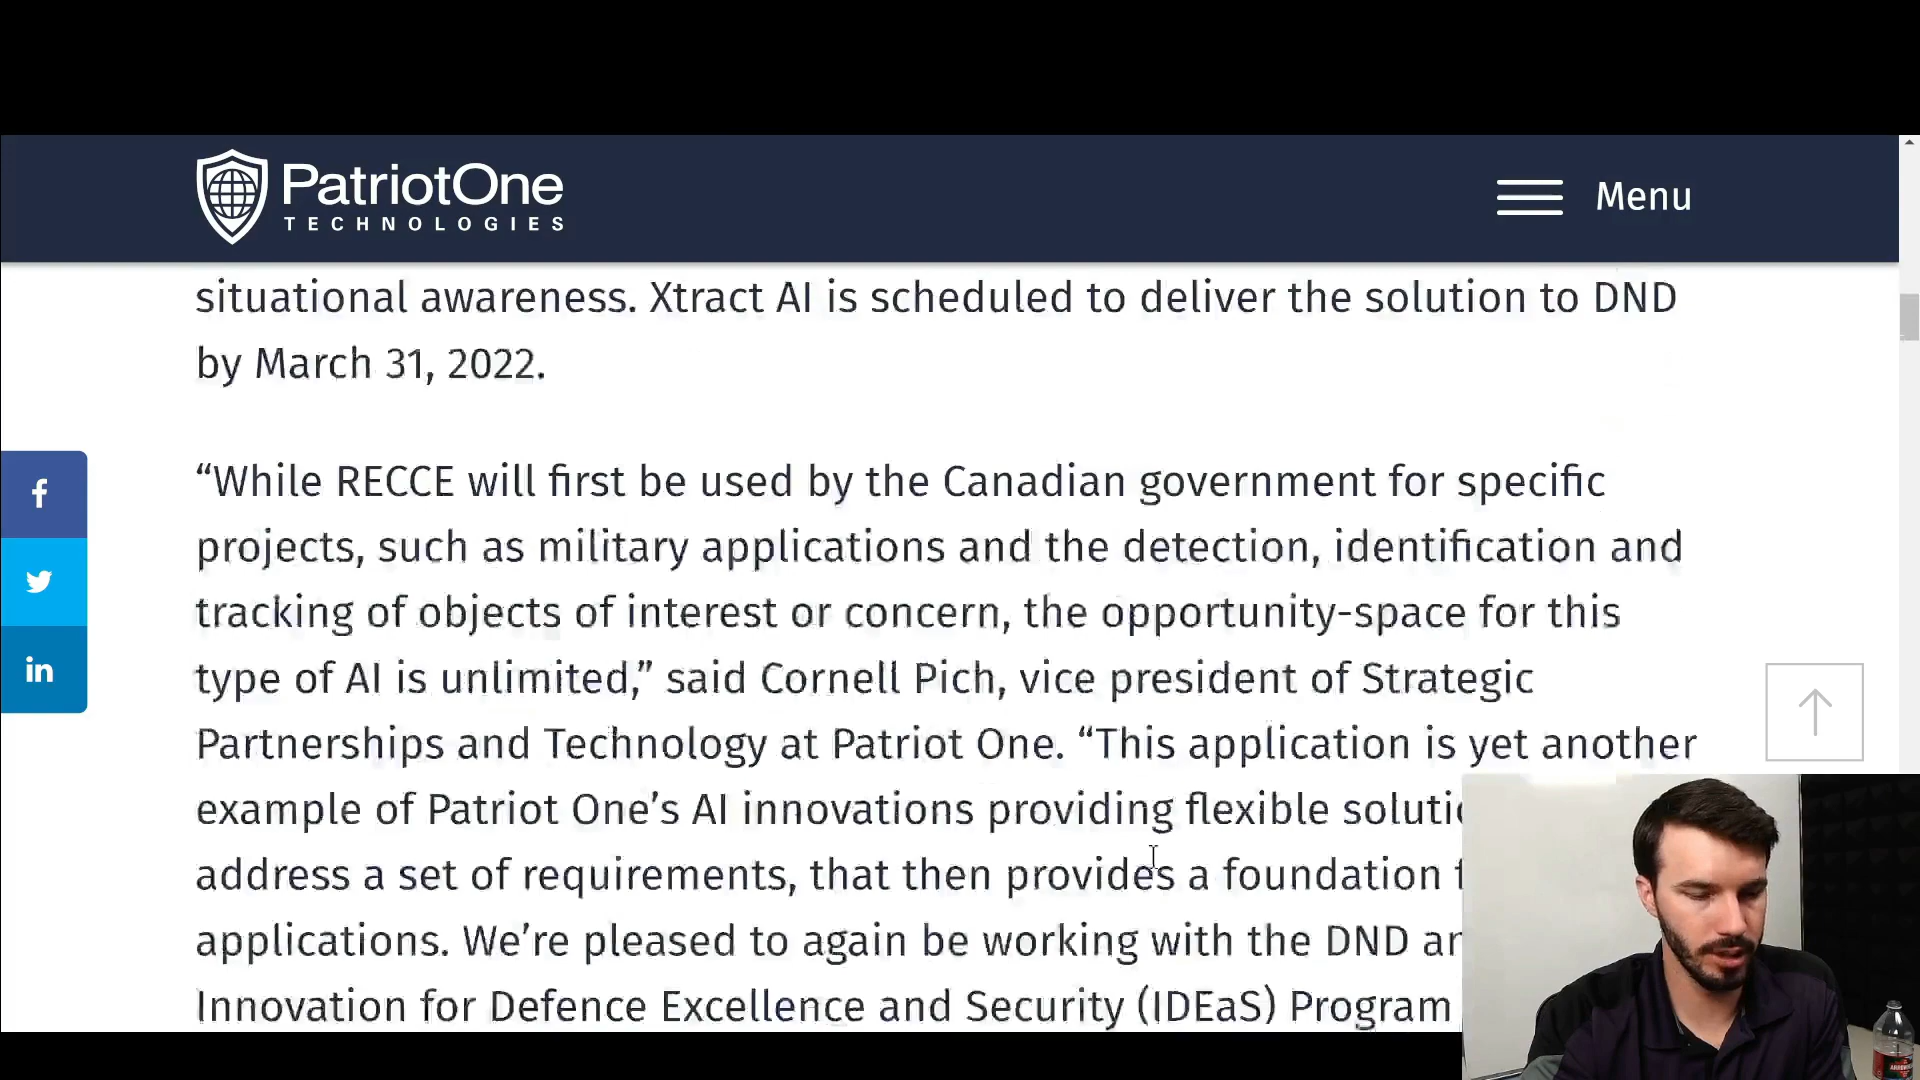 PatriotOne
TECHNOLOGIES
Menu
situational awareness. Xtract AI is scheduled to deliver the solution to DND
by March 31, 2022.
“While RECCE will first be used by the Canadian government for specific
projects, such as military applications and the detection, identification and
tracking of objects of interest or concern, the opportunity-space for this
type of AI is unlimited,” said Cornell Pich, vice president of Strategic
Partnerships and Technology at Patriot One. “This application is yet another
example of Patriot One’s AI innovations providing flexible
address a set of requirements, that then provides a foundation
applications. We’re pleased to again be working with the DND
Innovation for Defence Excellence and Security (IDEaS) Program
f
in